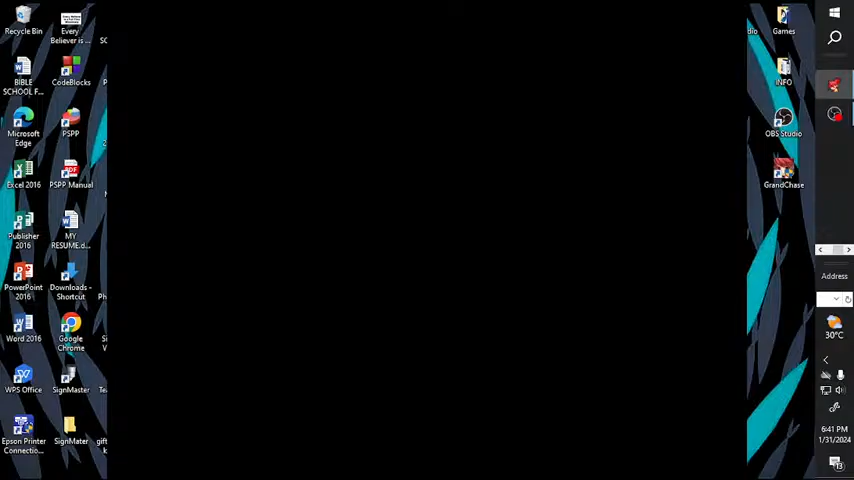 Recycle Bin
Every
Believer is ...
BIBLE
SCHOOL F...
CodeBlocks
Microsoft
Edge
PSPP
Excel 2016
PSPP Manual
Publisher
2016
MY
RESUME.d...
PowerPoint
2016
Downloads -
Shortcut
Word 2016
Google
Chrome
WPS Office
SignMaster
Epson Printer
Connectio...
SignMater
Games
INFO
OBS Studio
GrandChase
Address
30°C
6:41 PM
1/31/2024
13